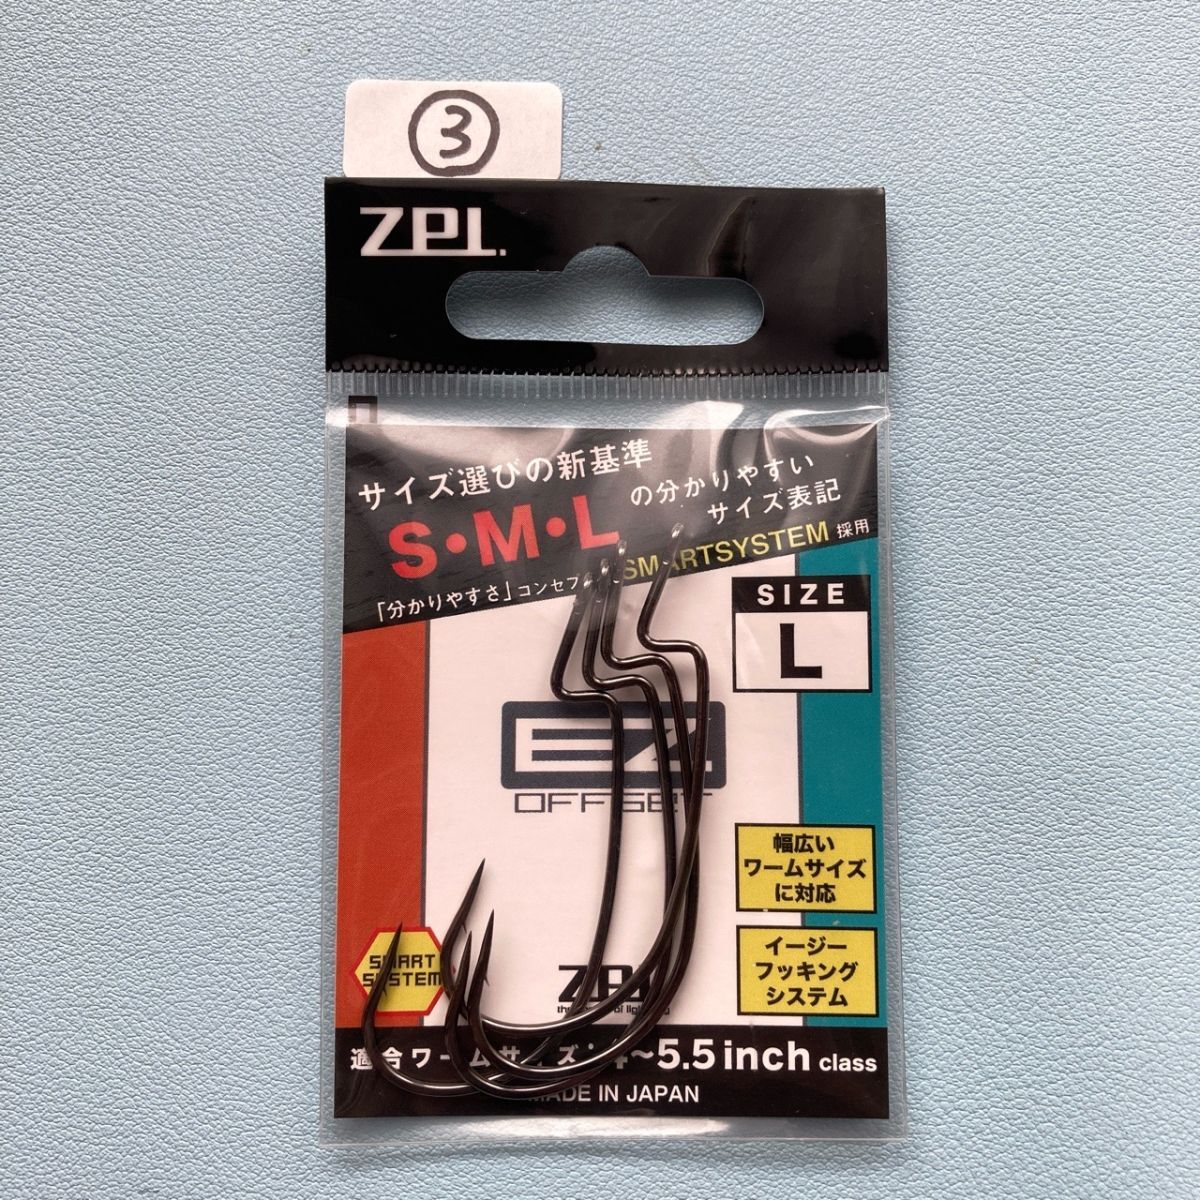 ③
ZPI.
サイズ選びの新基準
S・M・L の分かりやすい
サイズ表記
「分かりやすさ」コンセプ
SMARTSYSTEM 採用
SIZE
L
EZ
OFFSET
幅広い
ワームサイズ
に対応
SMART
SYSTEM
イージー
フッキング
システム
ZPI
適合ワームサイズ:4~5.5inch class
MADE IN JAPAN